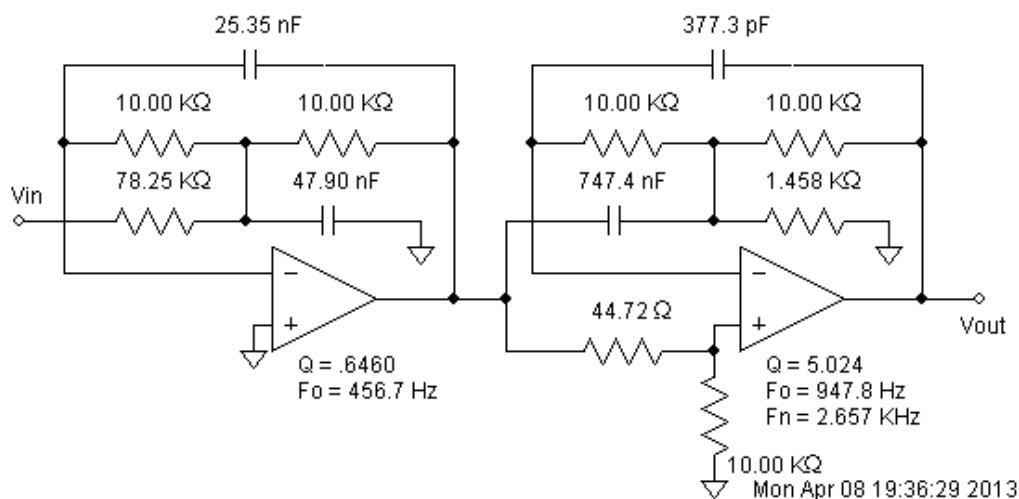 25.35 nF
377.3 pF
10.00 KΩ
10.00 KΩ
10.00 KΩ
10.00 KΩ
Vin
78.25 KΩ
47.90 nF
747.4 nF
1.458 KΩ
−
+
−
+
44.72 Ω
Vout
Q = .6460
Fo = 456.7 Hz
Q = 5.024
Fo = 947.8 Hz
Fn = 2.657 KHz
10.00 KΩ
Mon Apr 08 19:36:29 2013